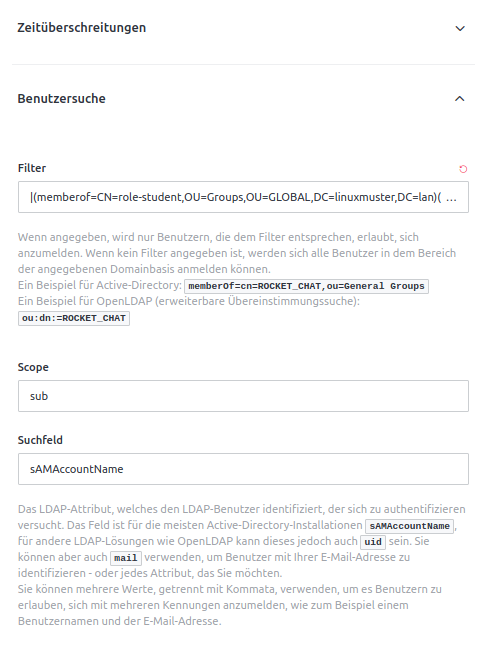 Zeitüberschreitungen
Benutzersuche
Filter
|(memberof=CN=role-student,OU=Groups,OU=GLOBAL,DC=linuxmuster,DC=lan)( ...
Wenn angegeben, wird nur Benutzern, die dem Filter entsprechen, erlaubt, sich
anzumelden. Wenn kein Filter angegeben ist, werden sich alle Benutzer in dem Bereich
der angegebenen Domainbasis anmelden können.
Ein Beispiel für Active-Directory: memberOf=cn=ROCKET_CHAT,ou=General Groups
Ein Beispiel für OpenLDAP (erweiterbare Übereinstimmungssuche):
ou:dn:=ROCKET_CHAT
Scope
sub
Suchfeld
sAMAccountName
Das LDAP-Attribut, welches den LDAP-Benutzer identifiziert, der sich zu authentifizieren
versucht. Das Feld ist für die meisten Active-Directory-Installationen sAMAccountName,
für andere LDAP-Lösungen wie OpenLDAP kann dieses jedoch auch uid sein. Sie
können aber auch mail verwenden, um Benutzer mit Ihrer E-Mail-Adresse zu
identifizieren - oder jedes Attribut, das Sie möchten.
Sie können mehrere Werte, getrennt mit Kommata, verwenden, um es Benutzern zu
erlauben, sich mit mehreren Kennungen anzumelden, wie zum Beispiel einem
Benutzernamen und der E-Mail-Adresse.